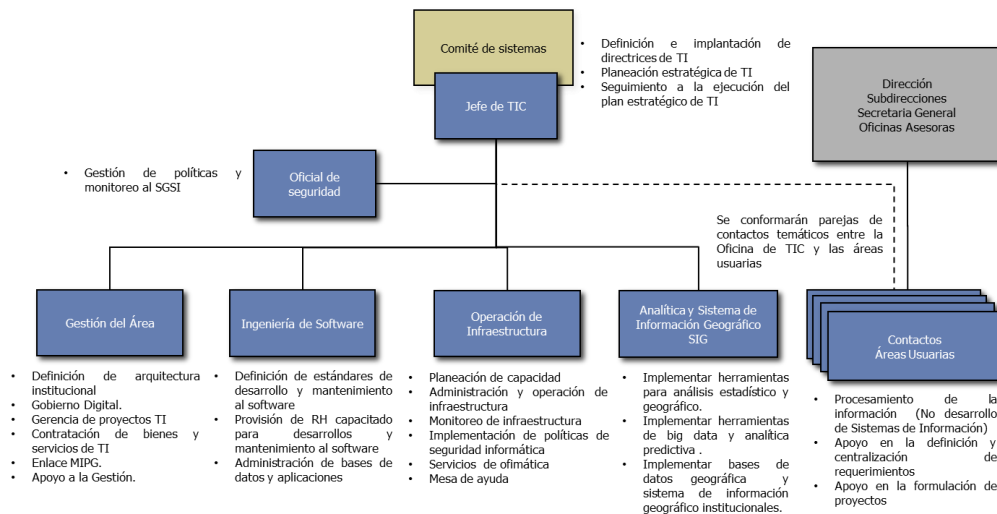 Comité de sistemas
• Definición e implantación de
directrices de TI
• Planeación estratégica de TI
• Seguimiento a la ejecución del
plan estratégico de TI
Jefe de TIC
Dirección
Subdirecciones
Secretaria General
Oficinas Asesoras
• Gestión de políticas y
monitoreo al SGSI
Oficial de
seguridad
Se conformarán parejas de
contactos temáticos entre la
Oficina de TIC y las áreas
usuarias
Gestión del Área
• Definición de arquitectura
institucional
• Gobierno Digital.
• Gerencia de proyectos TI
• Contratación de bienes y
servicios de TI
• Enlace MIPG.
• Apoyo a la Gestión.
Ingeniería de Software
• Definición de estándares de
desarrollo y mantenimiento
al software
• Provisión de RH capacitado
para desarrollos y
mantenimiento al software
• Administración de bases de
datos y aplicaciones
Operación de
Infraestructura
• Planeación de capacidad
• Administración y operación de
infraestructura
• Monitoreo de infraestructura
• Implementación de políticas de
seguridad informática
• Servicios de ofimática
• Mesa de ayuda
Analítica y Sistema de
Información Geográfico
SIG
• Implementar herramientas
para análisis estadístico y
geográfico.
• Implementar herramientas
de big data y analítica
predictiva .
• Implementar bases de
datos geográfica y
sistema de información
geográfico institucionales.
Contactos
Áreas Usuarias
• Procesamiento de la
información (No desarrollo
de Sistemas de Información)
• Apoyo en la definición y
centralización de
requerimientos
• Apoyo en la formulación de
proyectos